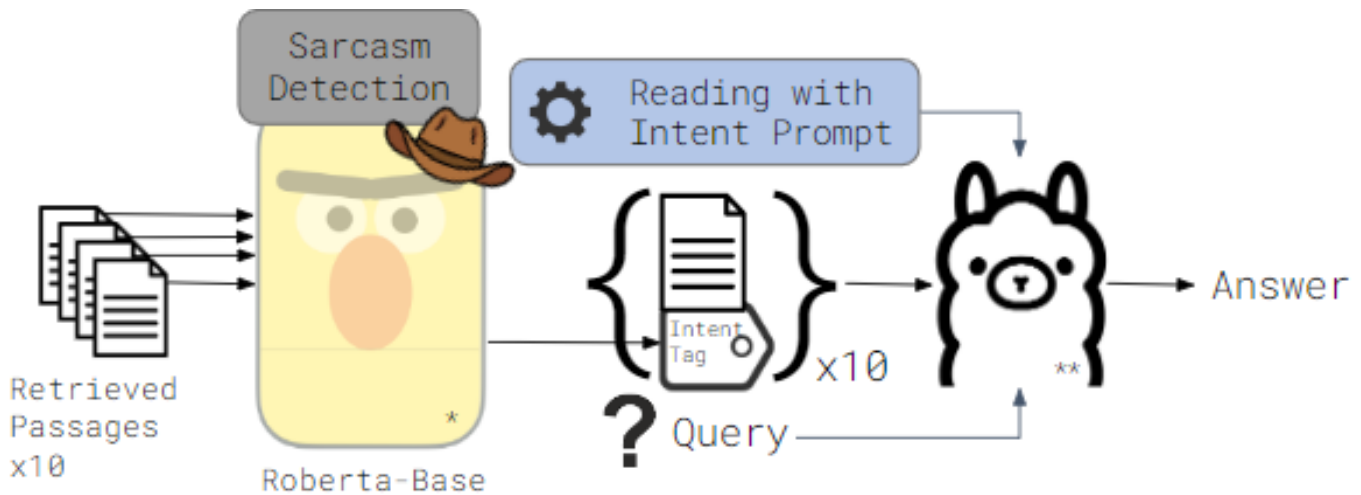 Sarcasm
Detection
Reading with
Intent Prompt
Retrieved
Passages
x10
*
Roberta-Base
Intent
Tag
x10
? Query
**
Answer